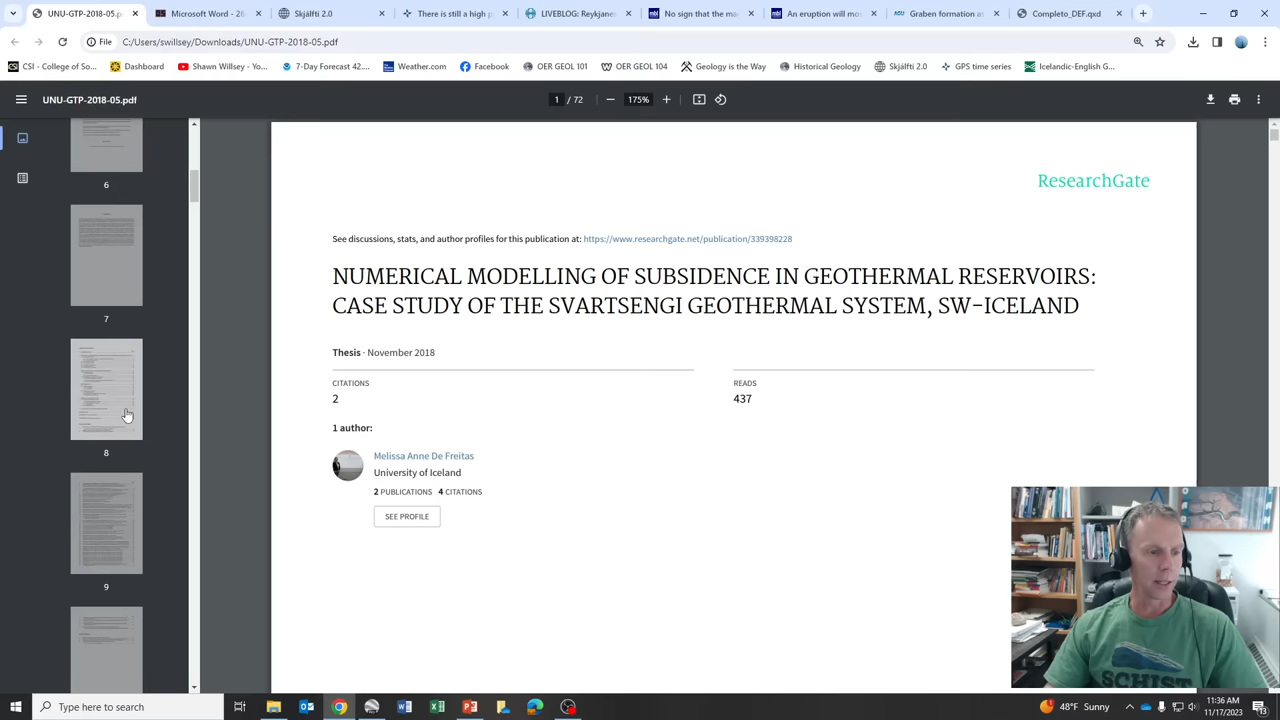 UNU-GTP-2018-05.pdf
Microsoft Word - 26
Skjálfti 2.0
There is still a high p
LIVEBLOG: Reykjanes
No sign that the mag
An eruption will mos
Graben formation as
Completo_DEF.qxd
File
C:/Users/swillsey/Downloads/UNU-GTP-2018-05.pdf
CSI - College of So...
Dashboard
Shawn Willsey - Yo...
7-Day Forecast 42....
Weather.com
Facebook
OER GEOL 101
OER GEOL 104
Geology is the Way
Historical Geology
Skjálfti 2.0
GPS time series
Icelandic-English G...
UNU-GTP-2018-05.pdf
1 / 72
175%
6
7
8
9
ResearchGate
See discussions, stats, and author profiles for this publication at: https://www.researchgate.net/publication/339398228
NUMERICAL MODELLING OF SUBSIDENCE IN GEOTHERMAL RESERVOIRS:
CASE STUDY OF THE SVARTSENGI GEOTHERMAL SYSTEM, SW-ICELAND
Thesis · November 2018
CITATIONS
2
READS
437
1 author:
Melissa Anne De Freitas
University of Iceland
2 PUBLICATIONS 4 CITATIONS
SEE PROFILE
SCHIST
Type here to search
48°F Sunny
11:36 AM
11/17/2023
13